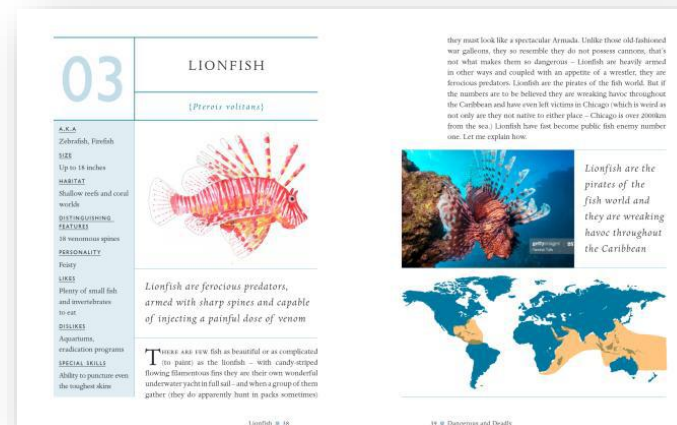 03
LIONFISH
{Pterois volitans}
A.K.A
Zebrafish, Firefish
SIZE
Up to 18 inches
HABITAT
Shallow reefs and coral
worlds
DISTINGUISHING
FEATURES
18 venomous spines
PERSONALITY
Feisty
LIKES
Plenty of small fish
and invertebrates
to eat
DISLIKES
Aquariums,
eradication programs
SPECIAL SKILLS
Ability to puncture even
the toughest skins
Lionfish are ferocious predators,
armed with sharp spines and capable
of injecting a painful dose of venom
THERE ARE FEW fish as beautiful or as complicated
(to paint) as the lionfish – with candy-striped
flowing filamentous fins they are their own wonderful
underwater yacht in full sail – and when a group of them
gather (they do apparently hunt in packs sometimes)
Lionfish
they must look like a spectacular Armada. Unlike those old-fashioned
war galleons, they so resemble they do not possess cannons, that's
not what makes them so dangerous – Lionfish are heavily armed
in other ways and coupled with an appetite of a wrestler, they are
ferocious predators. Lionfish are the pirates of the fish world. But if
the numbers are to be believed they are wreaking havoc throughout
the Caribbean and have even left victims in Chicago (which is weird as
not only are they not native to either place – Chicago is over 2000km
from the sea.) Lionfish have fast become public fish enemy number
one. Let me explain how.
gettyimages
Lionfish are the
pirates of the
fish world and
they are wreaking
havoc throughout
the Caribbean
Dangerous and Deadly